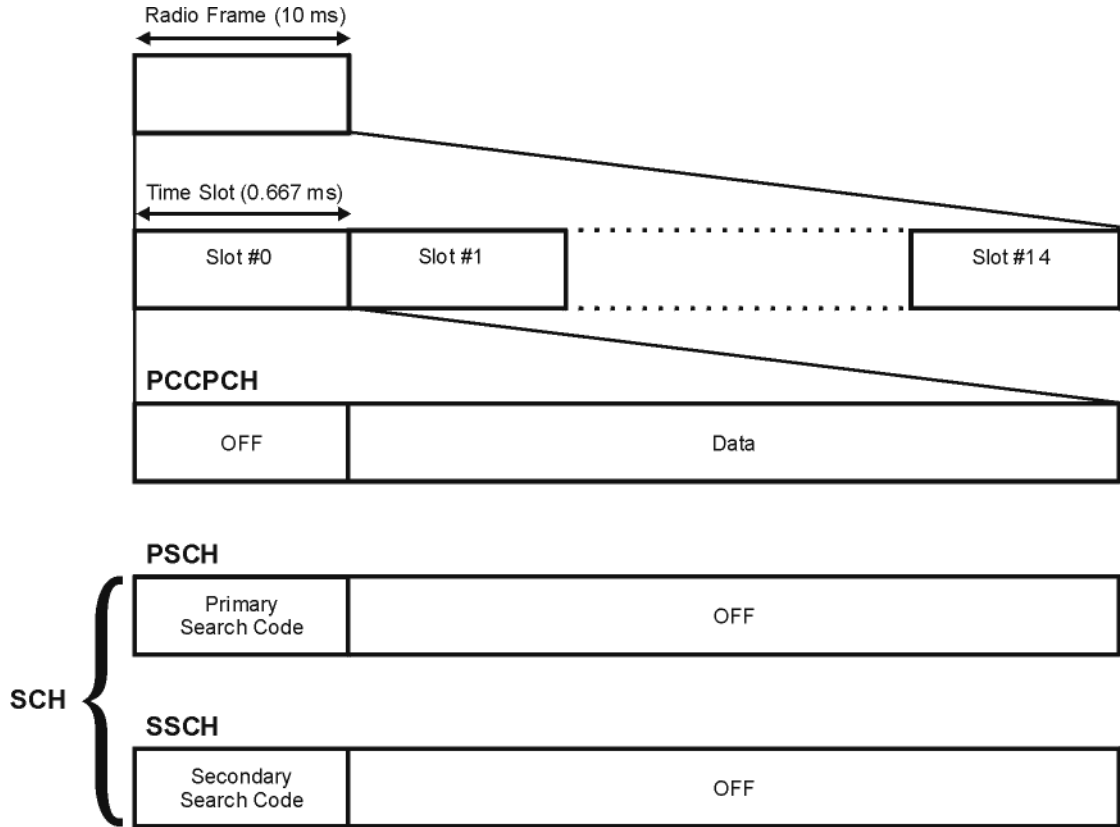 Radio Frame (10 ms)
Time Slot (0.667 ms)
Slot #0
Slot #1
Slot #14
PCCPCH
OFF
Data
PSCH
Primary
Search Code
OFF
SCH
SSCH
Secondary
Search Code
OFF